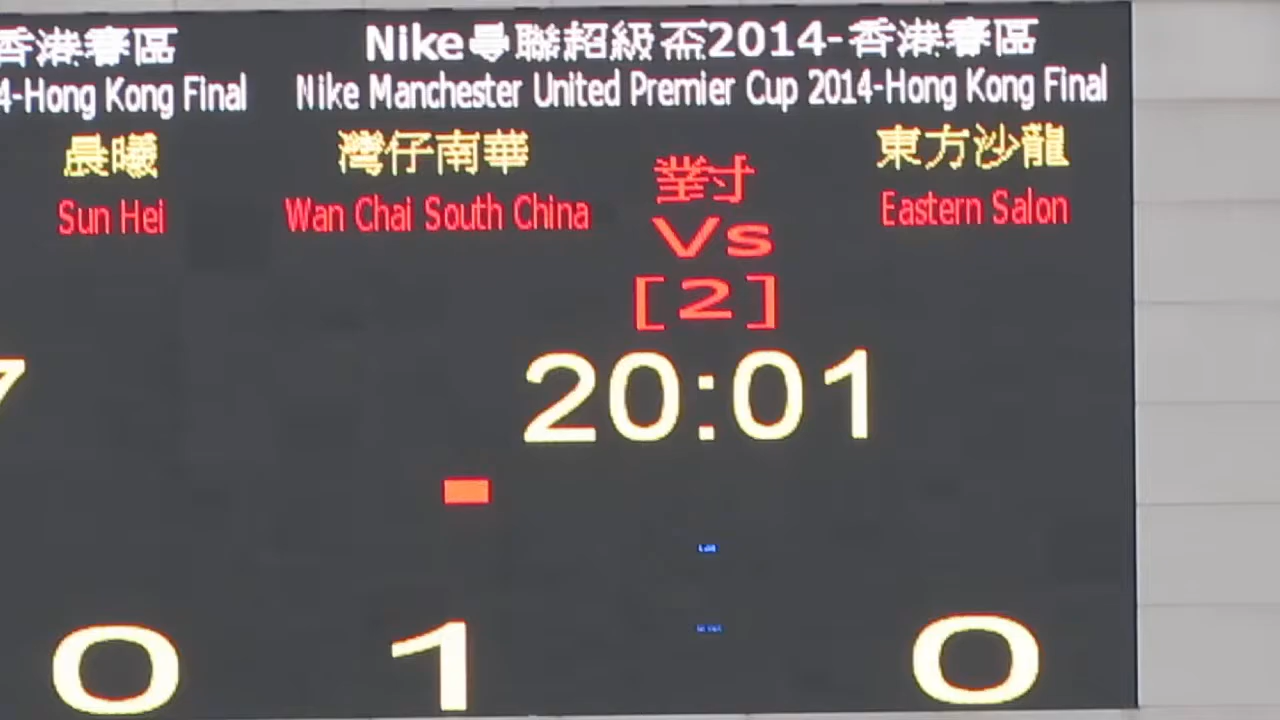 香港賽區
4-Hong Kong Final
晨曦
Sun Hei
7
0
Nike曼聯超級盃2014-香港賽區
Nike Manchester United Premier Cup 2014-Hong Kong Final
灣仔南華
Wan Chai South China
對
Vs
[2]
東方沙龍
Eastern Salon
20:01
-
1
0